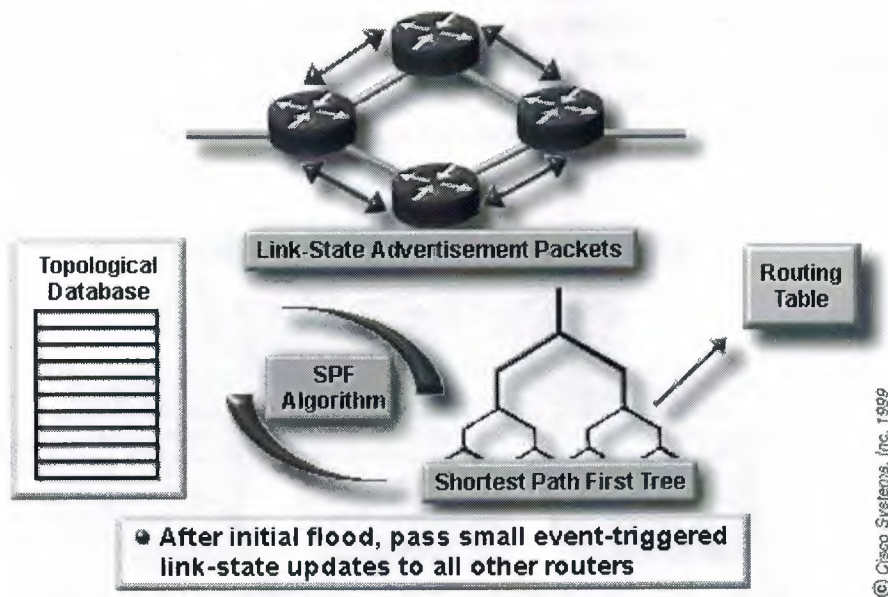 Link-State Advertisement Packets
Topological
Database
Routing
Table
SPF
Algorithm
Shortest Path First Tree
After initial flood, pass small event-triggered
link-state updates to all other routers
© Cisco Systems, Inc. 1999